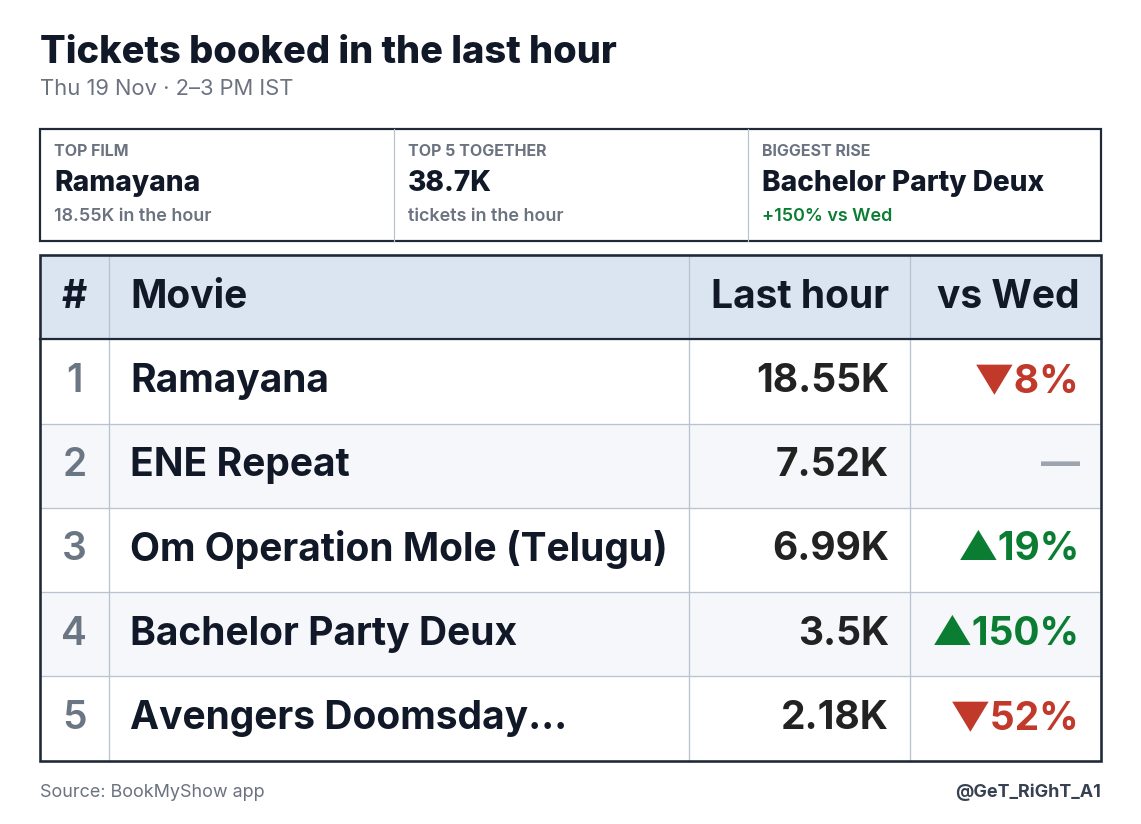 Tickets booked in the last hour
Thu 19 Nov · 2–3 PM IST
TOP FILM
Ramayana
18.55K in the hour
TOP 5 TOGETHER
38.7K
tickets in the hour
BIGGEST RISE
Bachelor Party Deux
+150% vs Wed
# Movie Last hour vs Wed
1 Ramayana 18.55K ▼8%
2 ENE Repeat 7.52K —
3 Om Operation Mole (Telugu) 6.99K ▲19%
4 Bachelor Party Deux 3.5K ▲150%
5 Avengers Doomsday... 2.18K ▼52%
Source: BookMyShow app
@GeT_RiGhT_A1